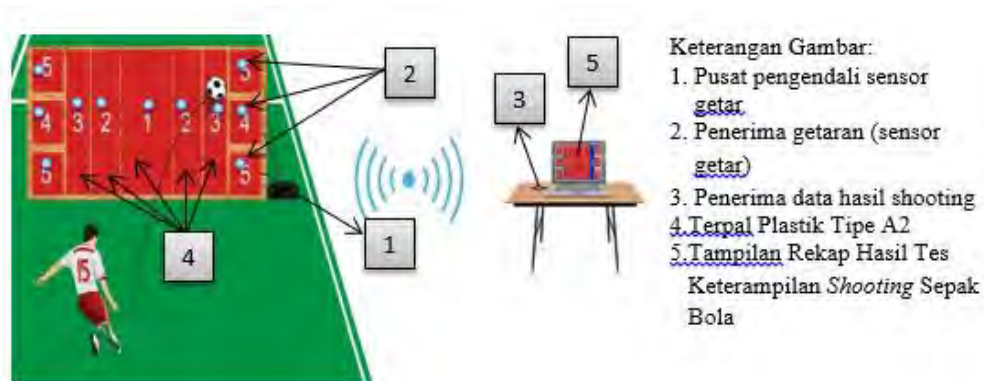 5 5
4 3 2 1 2 3 4
5 5
15
2
4
1
3
5
Keterangan Gambar:
1. Pusat pengendali sensor
getar
2. Penerima getaran (sensor
getar)
3. Penerima data hasil shooting
4.Terpal Plastik Tipe A2
5.Tampilan Rekap Hasil Tes
Keterampilan Shooting Sepak
Bola